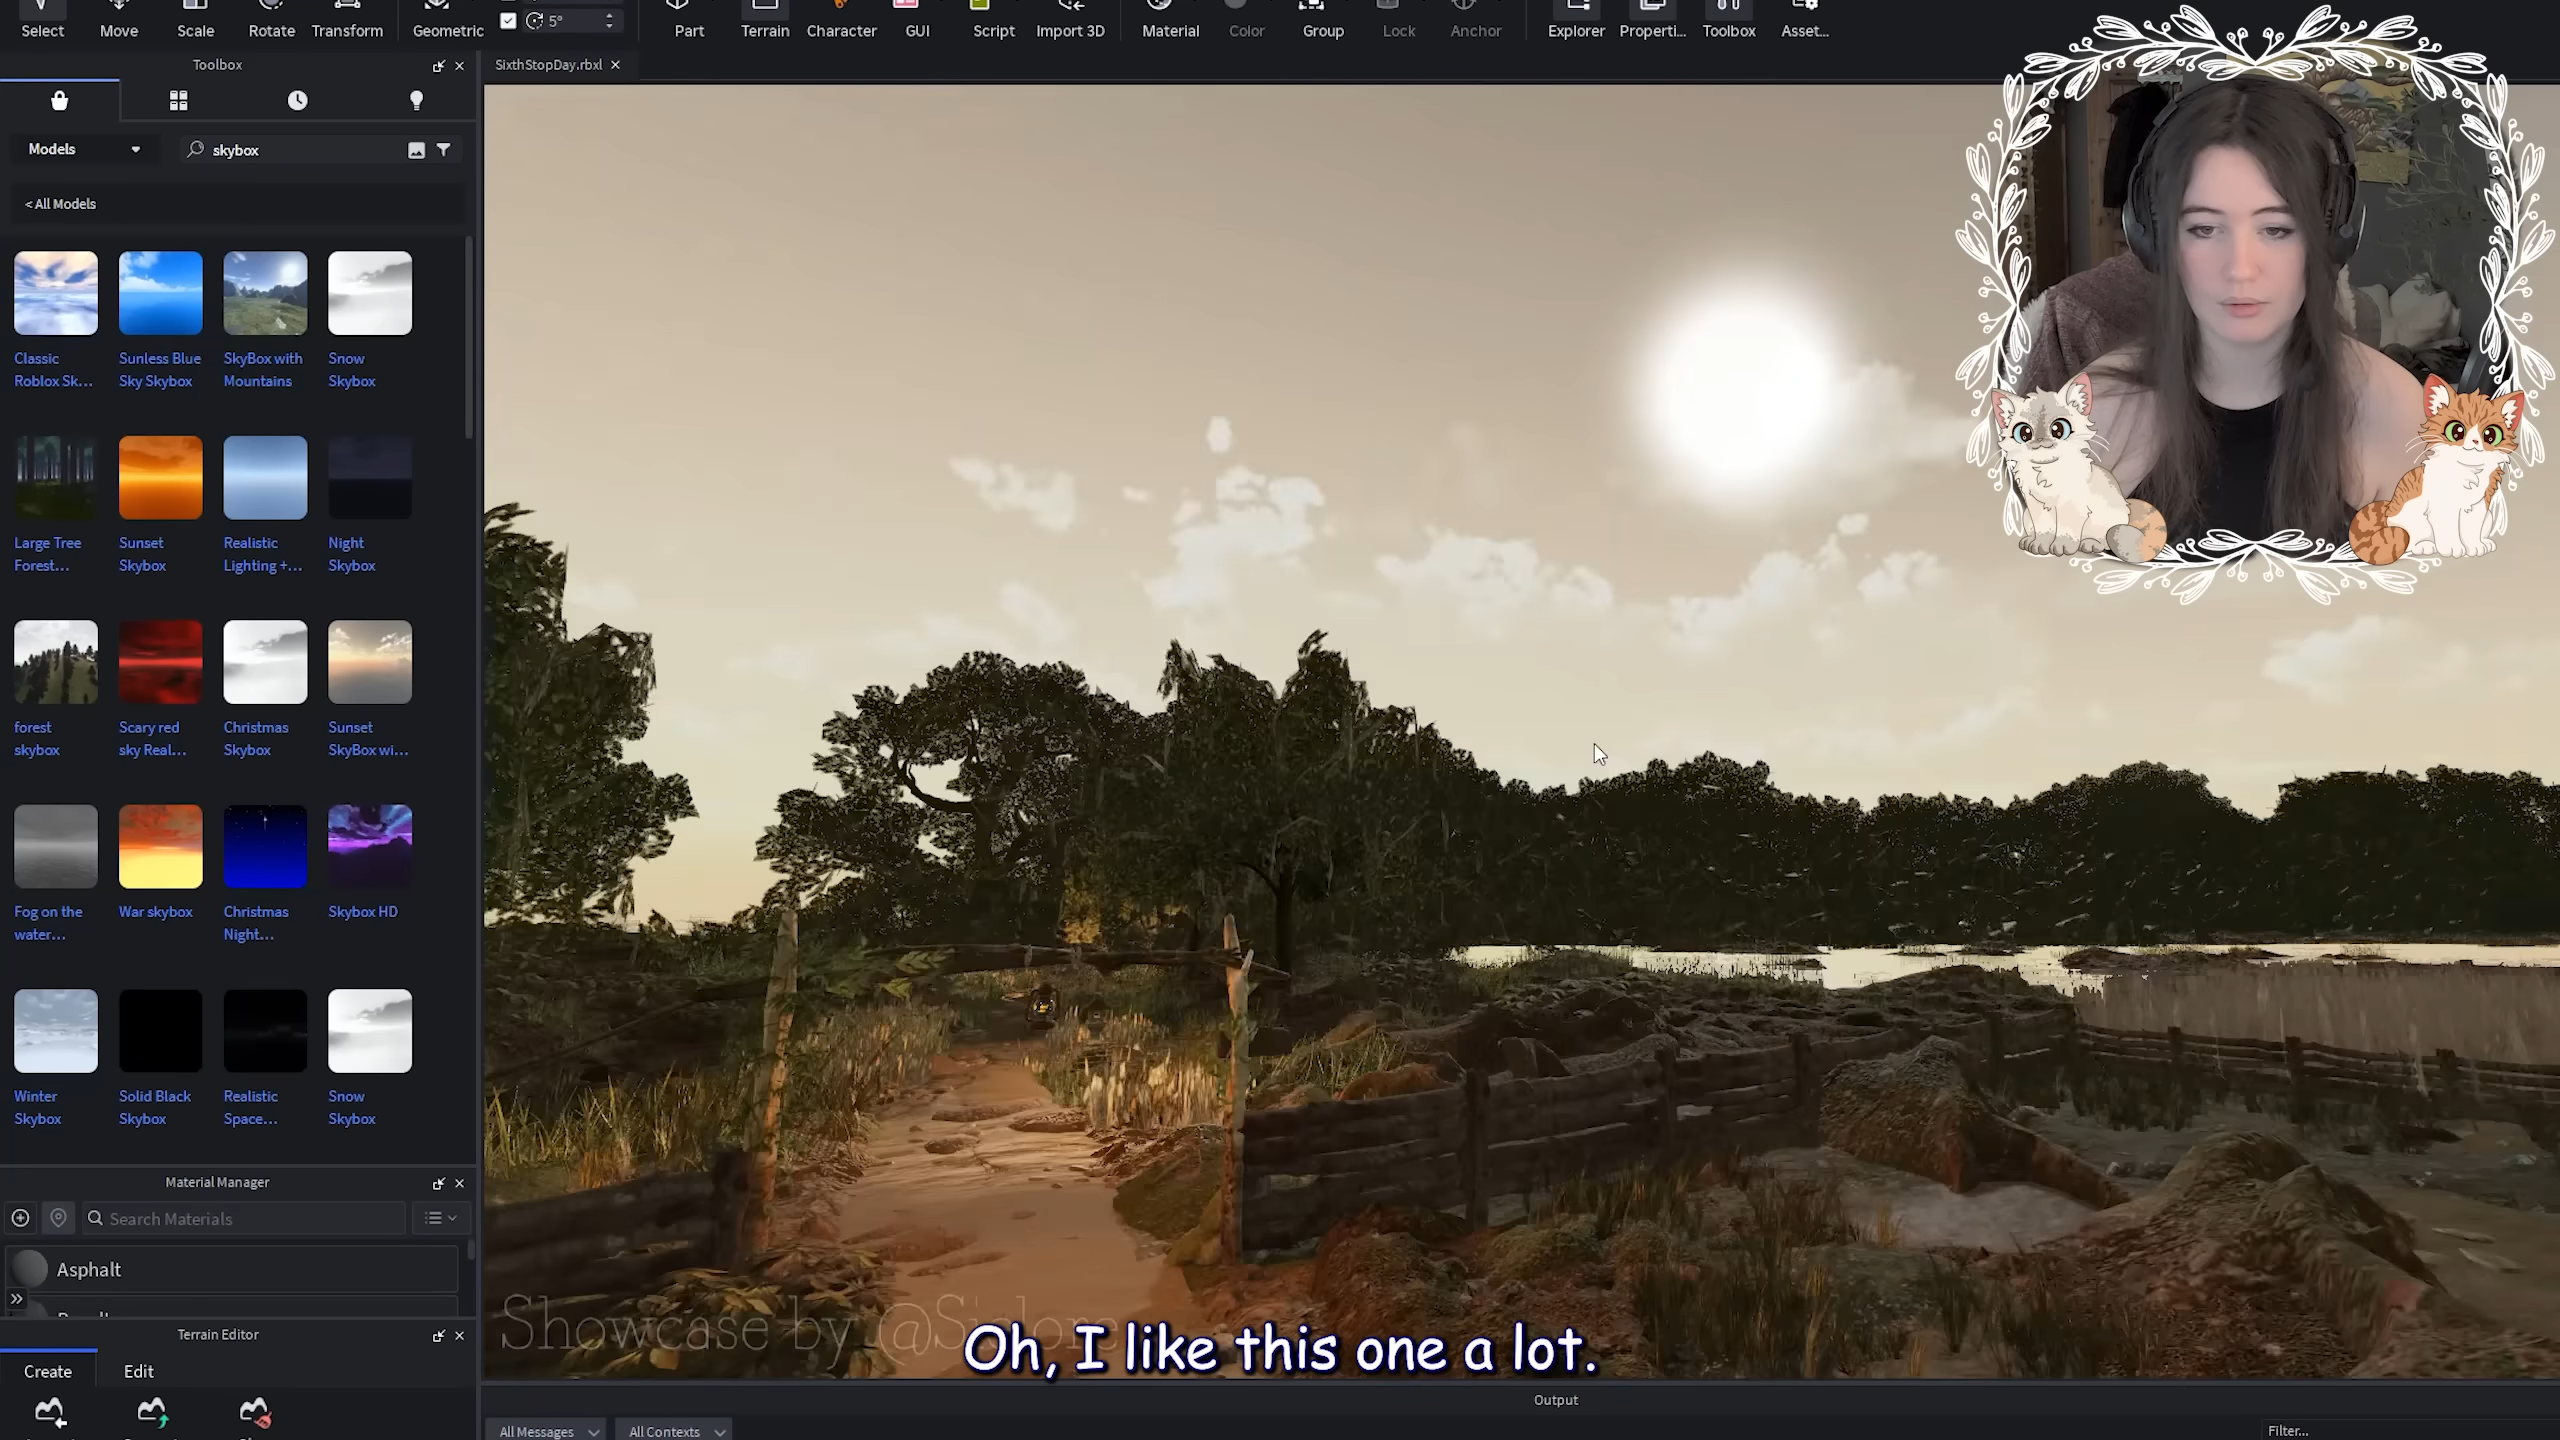 Select
Move
Scale
Rotate
Transform
Geometric
5°
Part
Terrain
Character
GUI
Script
Import 3D
Material
Color
Group
Lock
Anchor
Explorer
Properti...
Toolbox
Asset...
Toolbox
SixthStopDay.rbxl
Models
skybox
< All Models
Classic
Roblox Sk...
Sunless Blue
Sky Skybox
SkyBox with
Mountains
Snow
Skybox
Large Tree
Forest...
Sunset
Skybox
Realistic
Lighting +...
Night
Skybox
forest
skybox
Scary red
sky Real...
Christmas
Skybox
Sunset
SkyBox wi...
Fog on the
water...
War skybox
Christmas
Night...
Skybox HD
Winter
Skybox
Solid Black
Skybox
Realistic
Space...
Snow
Skybox
Material Manager
Search Materials
Asphalt
Terrain Editor
Create
Edit
Showcase by
Oh, I like this one a lot.
Output
All Messages
All Contexts
Filter...